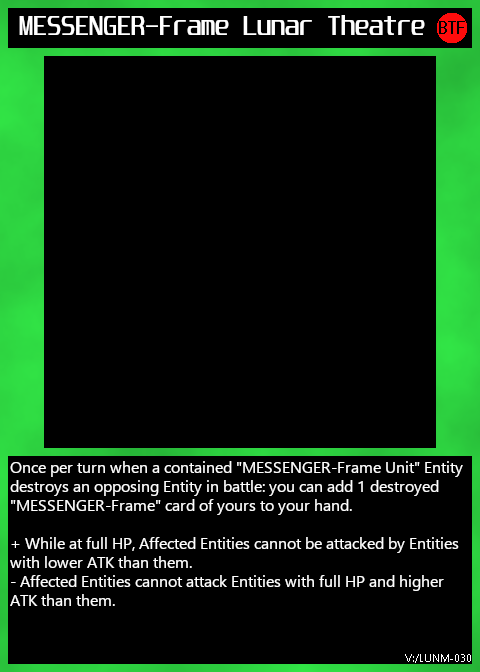 MESSENGER-Frame Lunar Theatre
BTF
Once per turn when a contained "MESSENGER-Frame Unit" Entity
destroys an opposing Entity in battle: you can add 1 destroyed
"MESSENGER-Frame" card of yours to your hand.
+ While at full HP, Affected Entities cannot be attacked by Entities
with lower ATK than them.
- Affected Entities cannot attack Entities with full HP and higher
ATK than them.
V:/LUNM-030